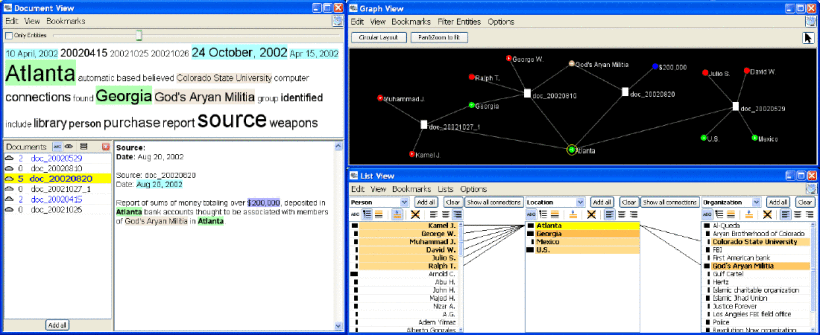 Document View
Edit View Bookmarks
Only Entities
10 April, 2002 20020415 20021025 20021026 24 October, 2002 Apr 15, 2002
Atlanta automatic based believed Colorado State University computer
connections found Georgia God's Aryan Militia group identified
include library person purchase report source weapons
Documents
2 doc_20020529
0 doc_20020810
5 doc_20020820
0 doc_20021027_1
2 doc_20020415
0 doc_20021025
Add all
Source:
Date: Aug 20, 2002
Source: doc_20020820
Date: Aug 20, 2002
Report of sums of money totaling over $200,000, deposited in
Atlanta bank accounts thought to be associated with members
of God's Aryan Militia in Atlanta
Graph View
Edit View Bookmarks Filter Entities Options
Circular Layout Pan/Zoom to fit
George W.
God's Aryan Militia
$200,000
Ralph T.
Julio S.
David W.
Muhammad J.
doc_20020810
doc_20020820
Georgia
doc_20020529
doc_20021027_1
U.S.
Mexico
Atlanta
Kamel J.
List View
Edit View Bookmarks Lists Options
Person Add all Clear Show all connections
Location Add all Clear Show all connections
Organization Add all Clear
ABC
Kamel J.
George W.
Muhammad J.
David W.
Julio S.
Ralph T.
Arnold C.
Abu H.
John H.
Majed H.
Nizar A.
A.G.
Adem Yilmaz
Alberto Gonzales
ABC
Atlanta
Georgia
Mexico
U.S.
ABC
Al-Queda
Aryan Brotherhood of Colorado
Colorado State University
FBI
First American bank
God's Aryan Militia
Gulf Cartel
Hertz
Islamic charitable organization
Islamic Jihad Union
Justice Forever
Los Angeles FBI field office
Police
Revolution Now organization